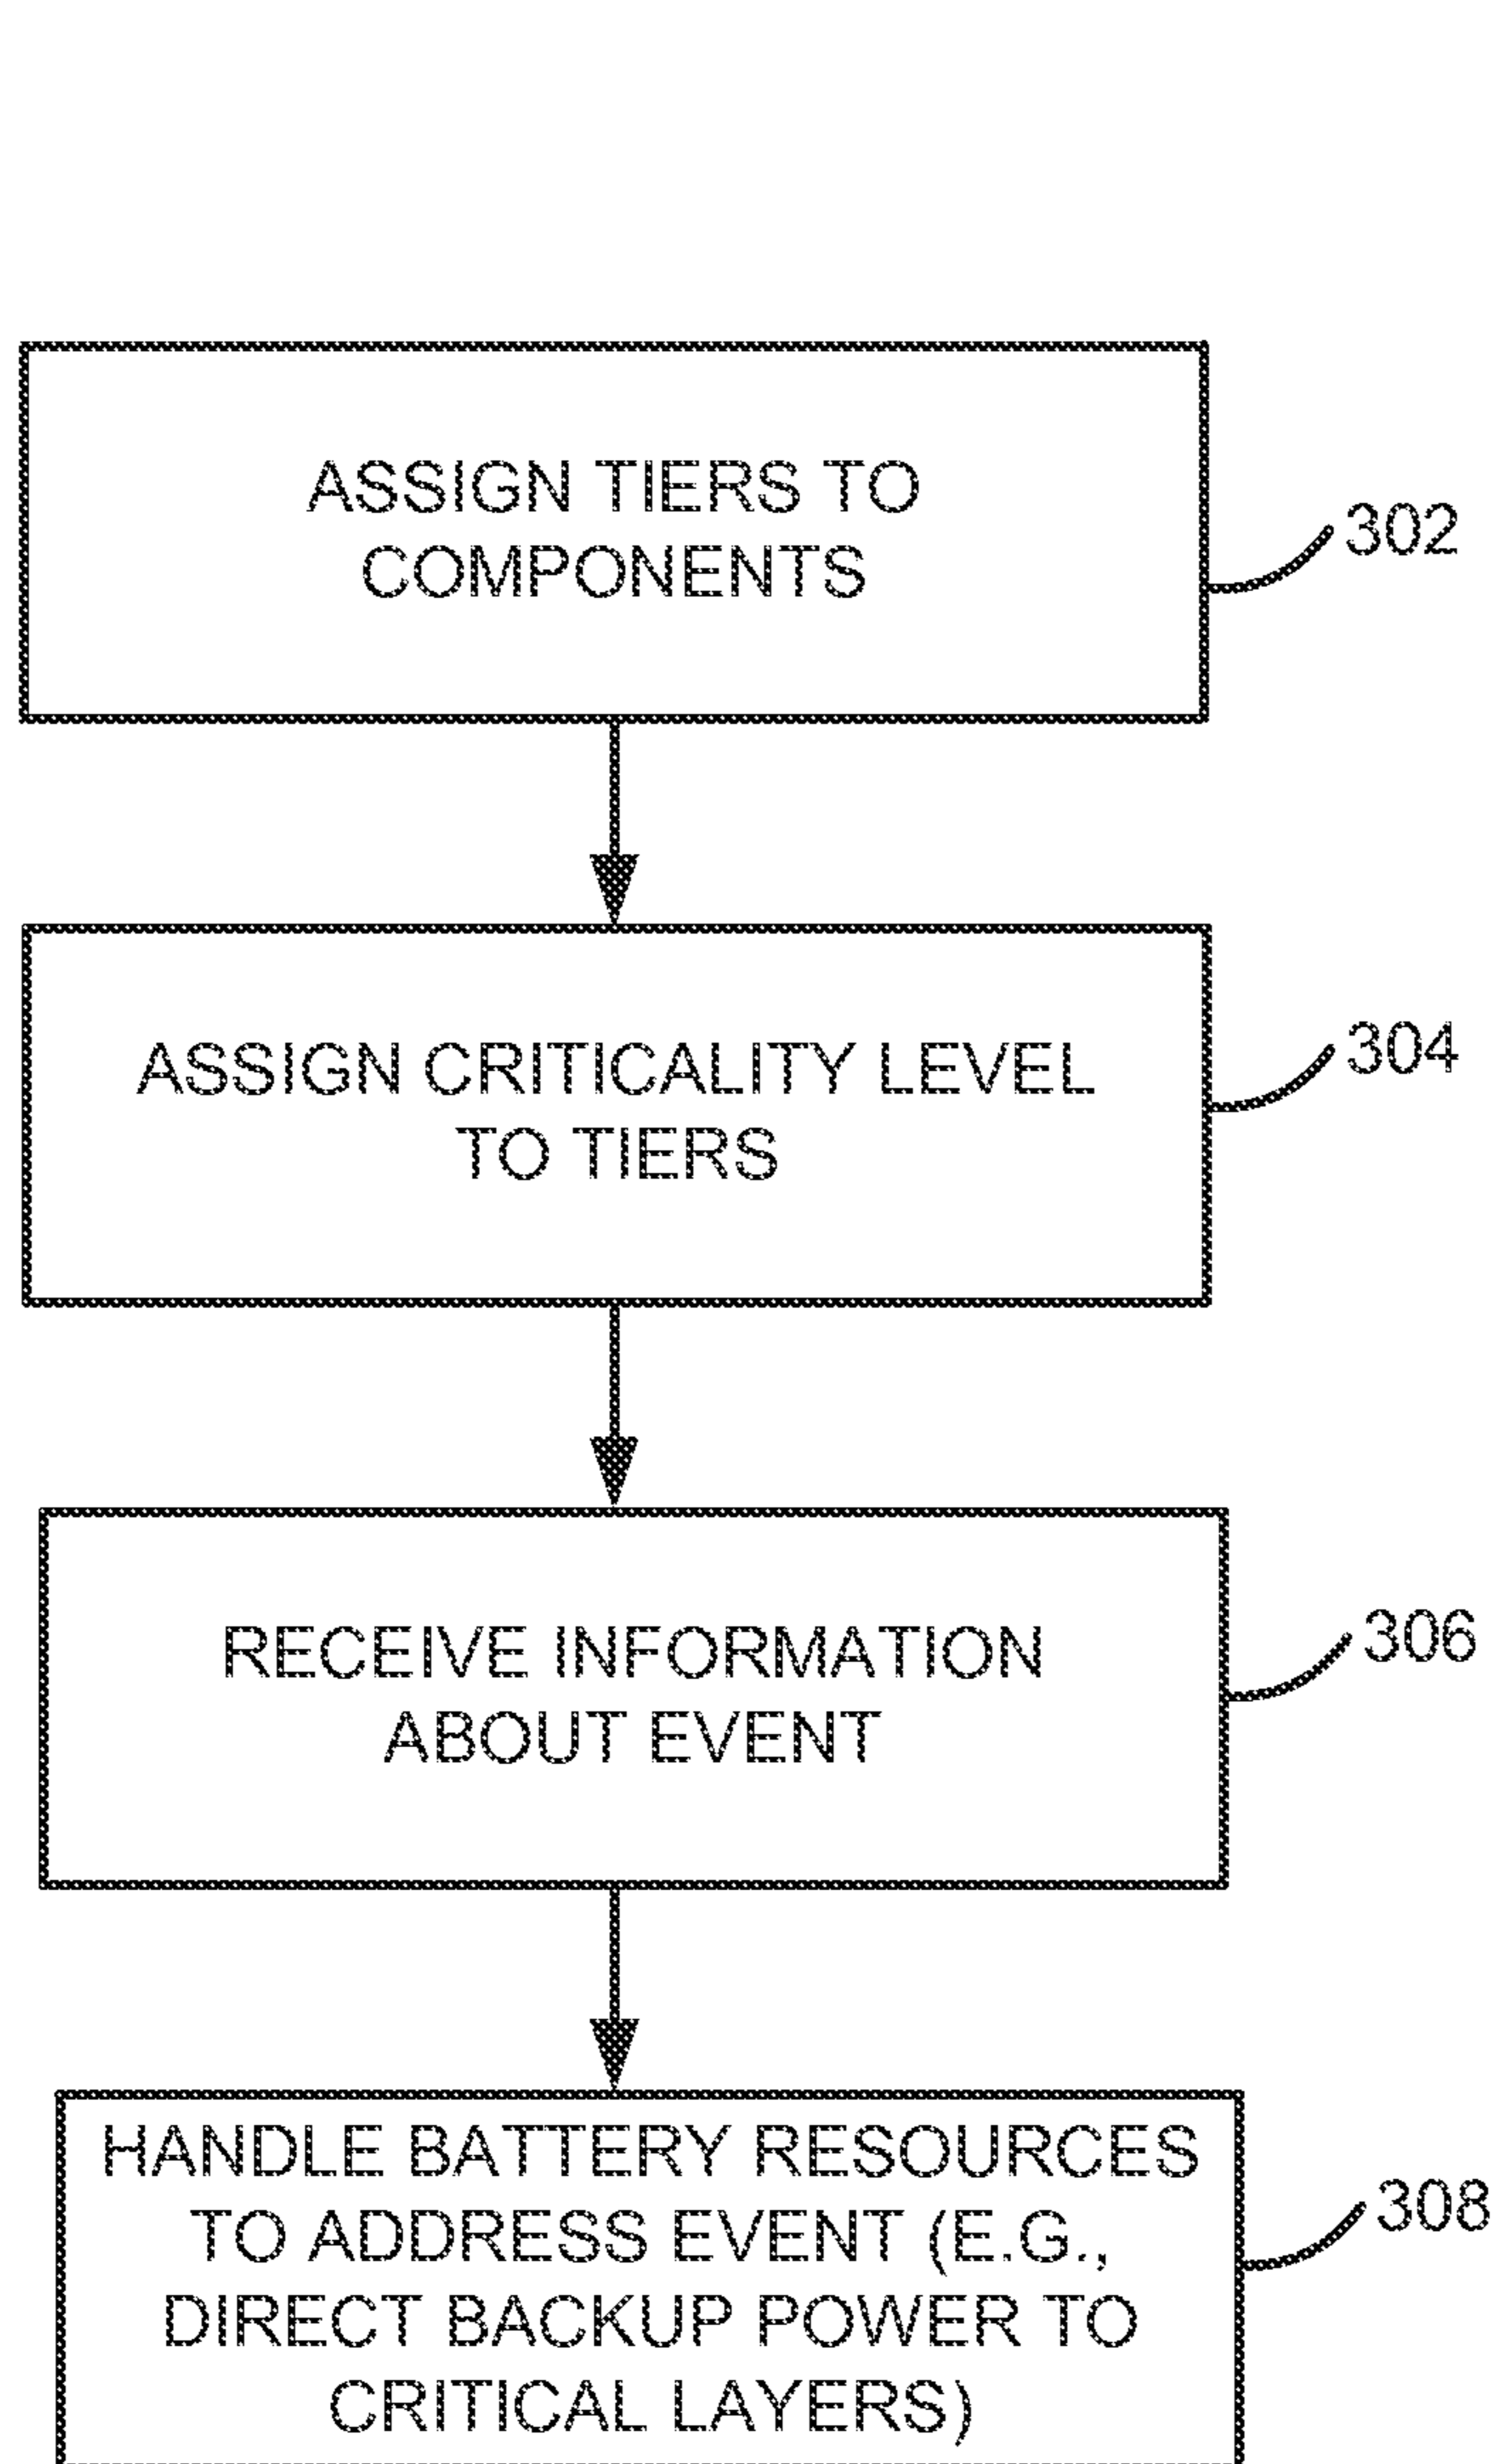 ASSIGN TIERS TO
COMPONENTS
302
ASSIGN CRITICALITY LEVEL
TO TIERS
304
RECEIVE INFORMATION
ABOUT EVENT
306
HANDLE BATTERY RESOURCES
TO ADDRESS EVENT (E.G.,
DIRECT BACKUP POWER TO
CRITICAL LAYERS)
308